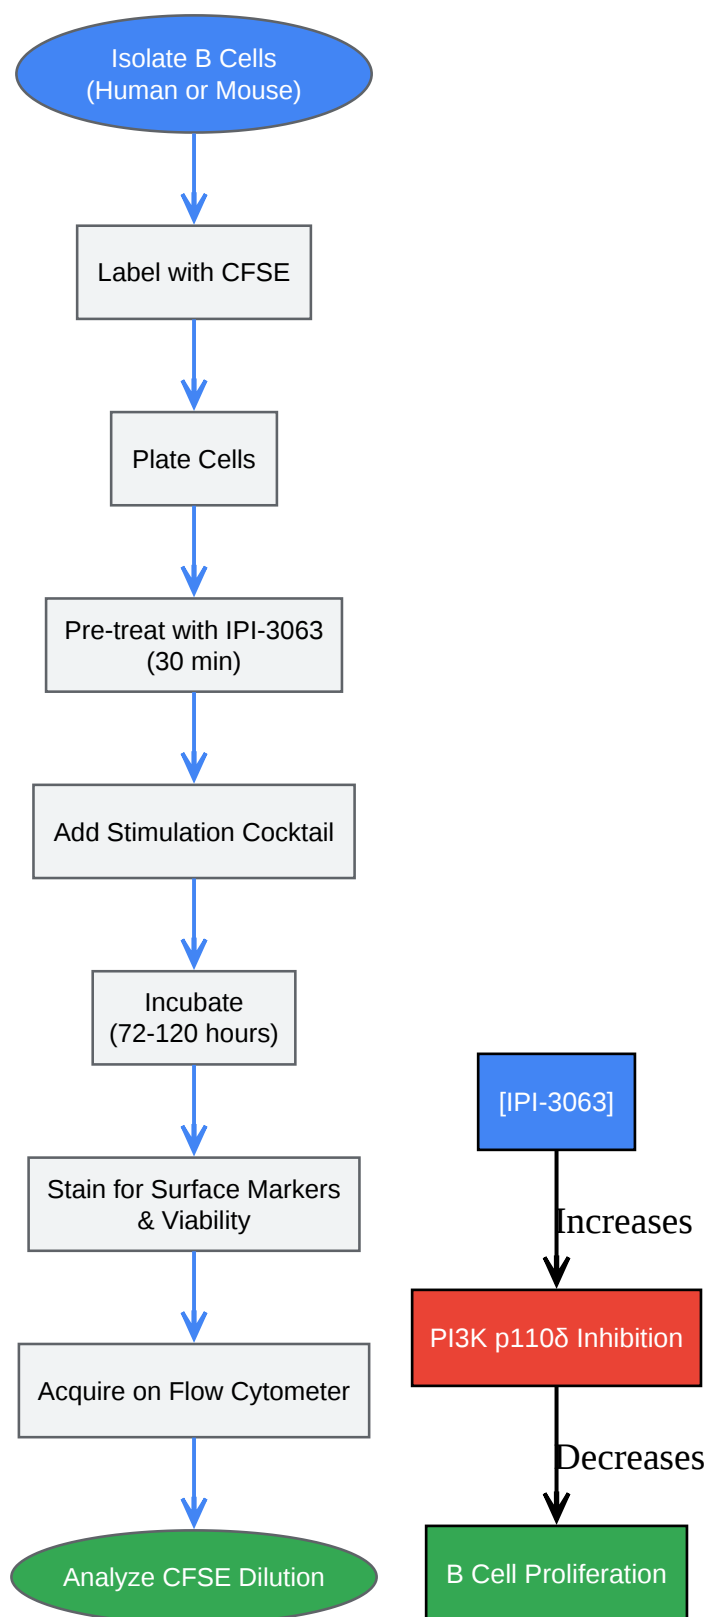 Isolate B Cells
(Human or Mouse)
Label with CFSE
Plate Cells
Pre-treat with IPI-3063
(30 min)
Add Stimulation Cocktail
Incubate
(72-120 hours)
Stain for Surface Markers
& Viability
Acquire on Flow Cytometer
Analyze CFSE Dilution
[IPI-3063]
Increases
PI3K p110δ Inhibition
Decreases
B Cell Proliferation